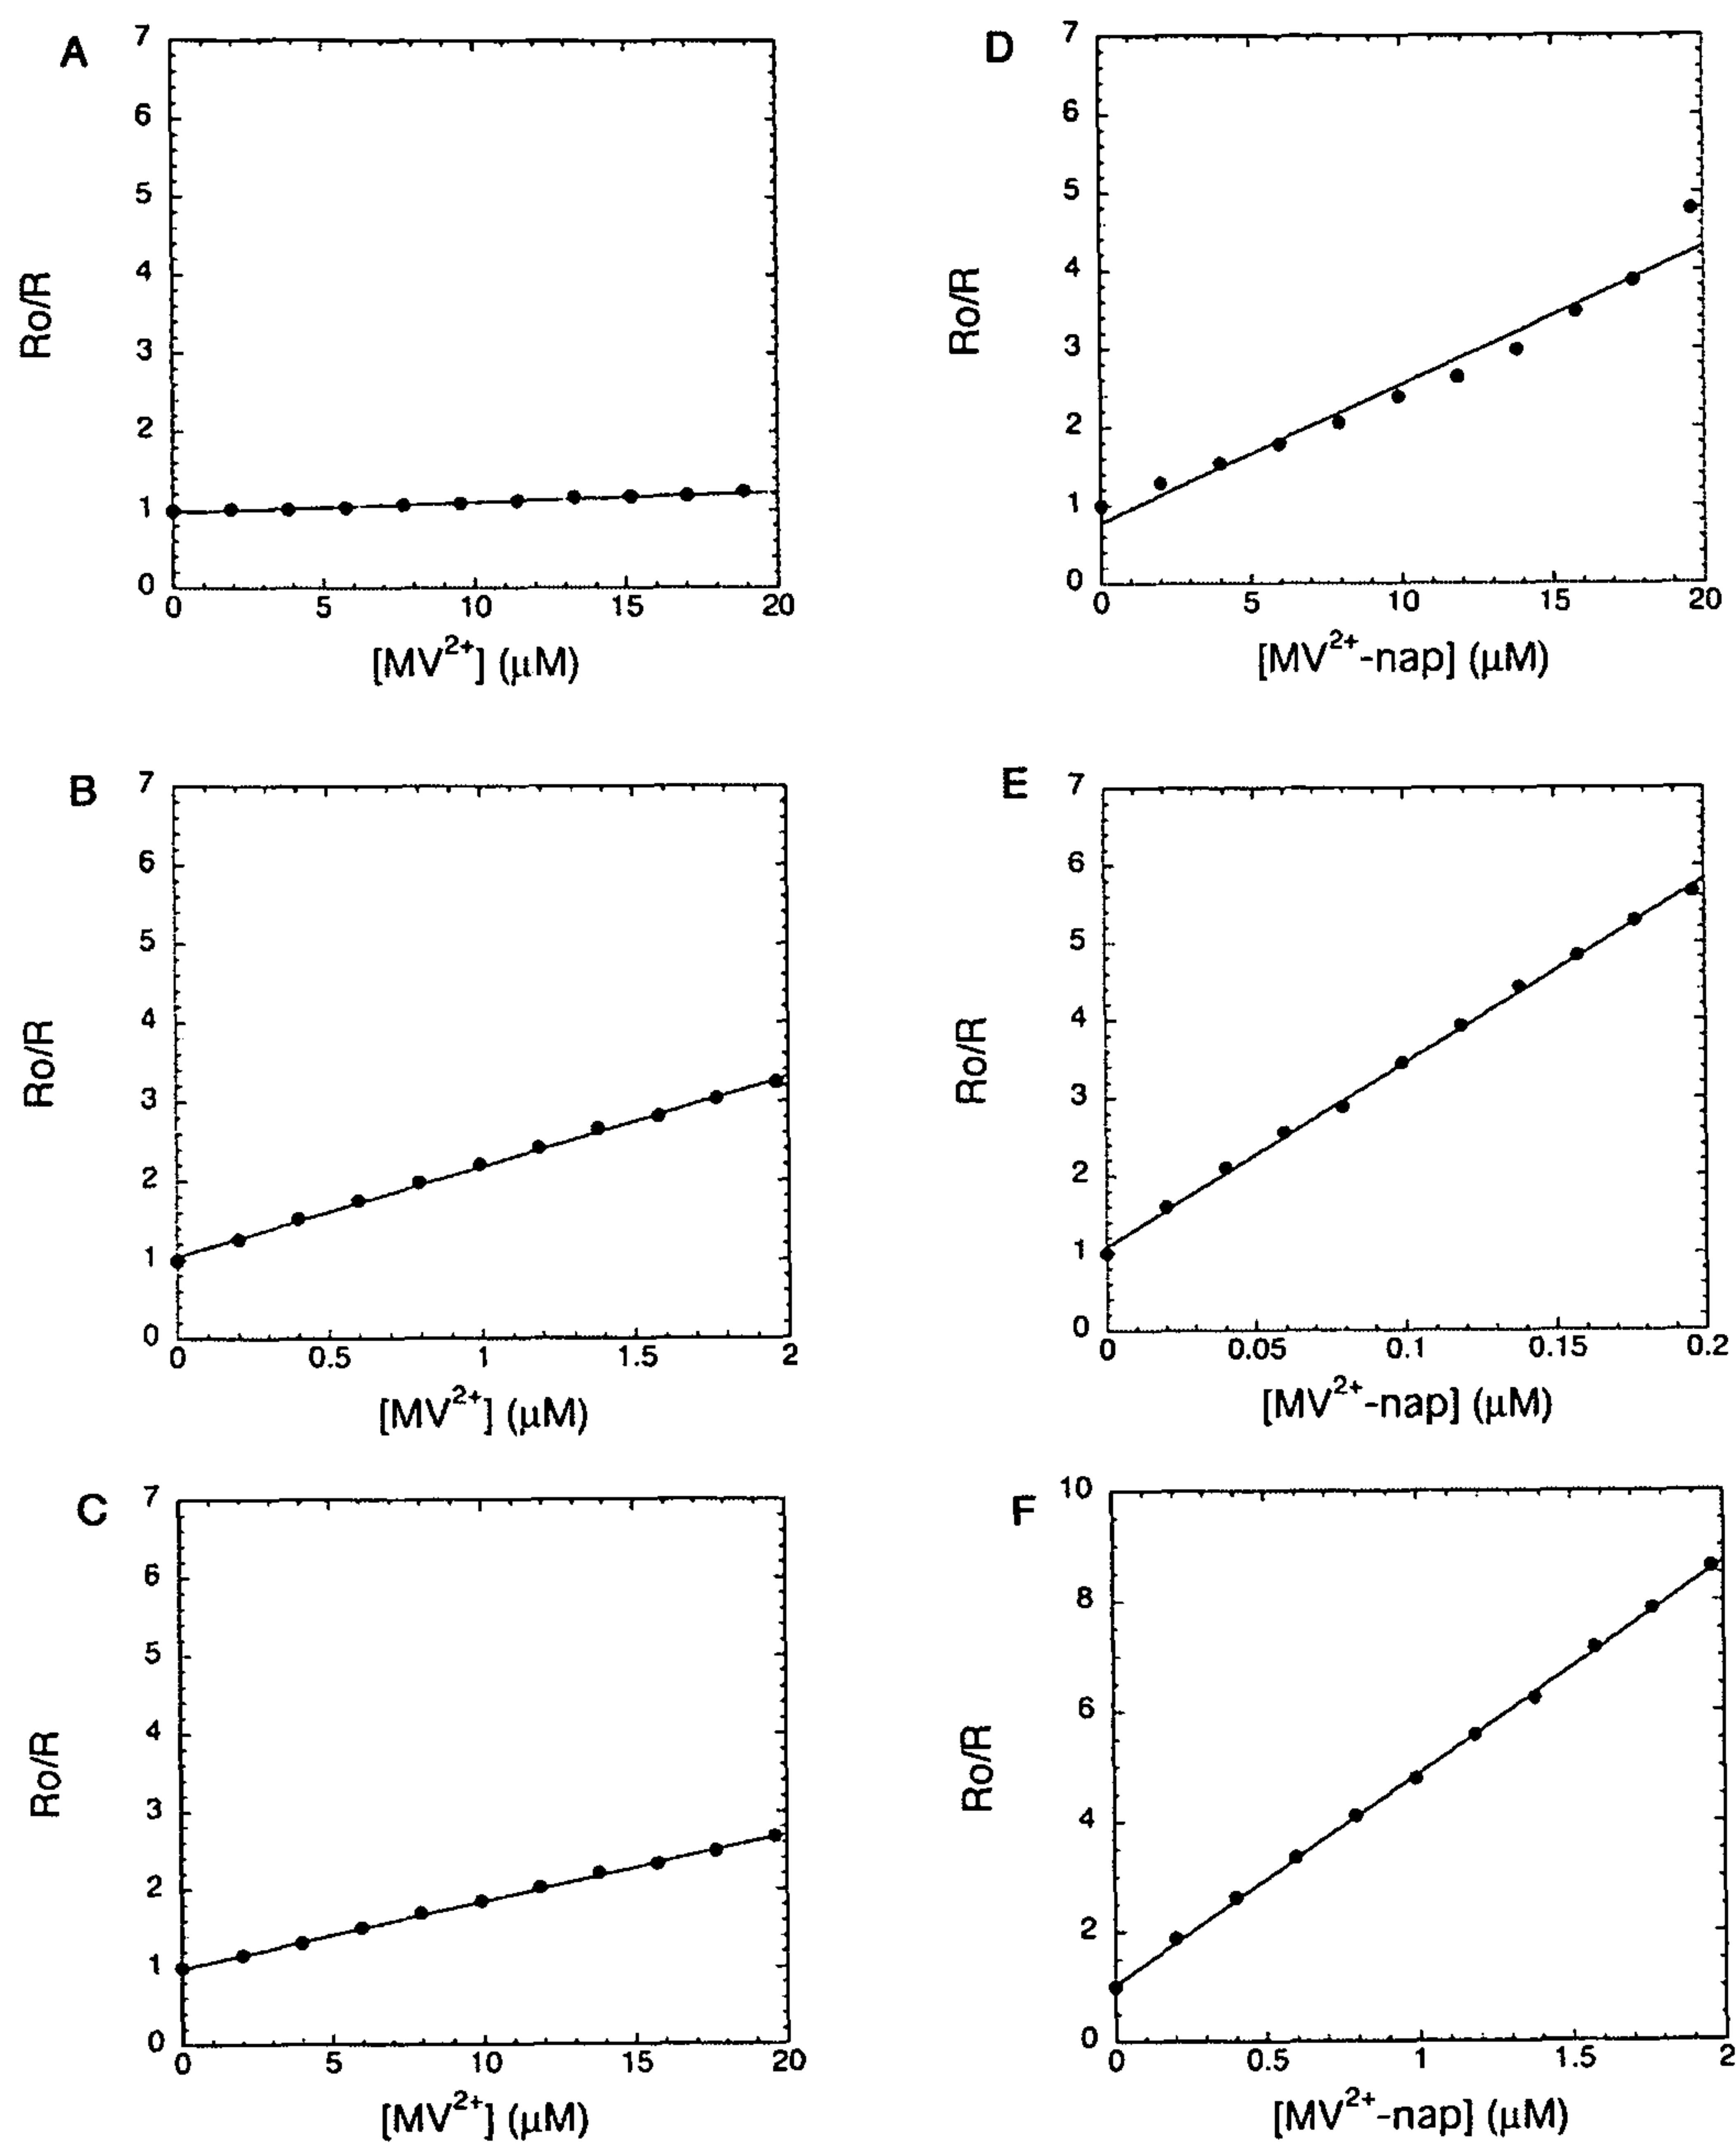 A
7
6
5
4
3
2
1
0
Ro/R
0 5 10 15 20
[MV²⁺] (μM)
B
7
6
5
4
3
2
1
0
Ro/R
0 0.5 1 1.5 2
[MV²⁺] (μM)
C
7
6
5
4
3
2
1
0
Ro/R
0 5 10 15 20
[MV²⁺] (μM)
D
7
6
5
4
3
2
1
0
Ro/R
0 5 10 15 20
[MV²⁺-nap] (μM)
E
7
6
5
4
3
2
1
0
Ro/R
0 0.05 0.1 0.15 0.2
[MV²⁺-nap] (μM)
F
10
8
6
4
2
0
Ro/R
0 0.5 1 1.5 2
[MV²⁺-nap] (μM)